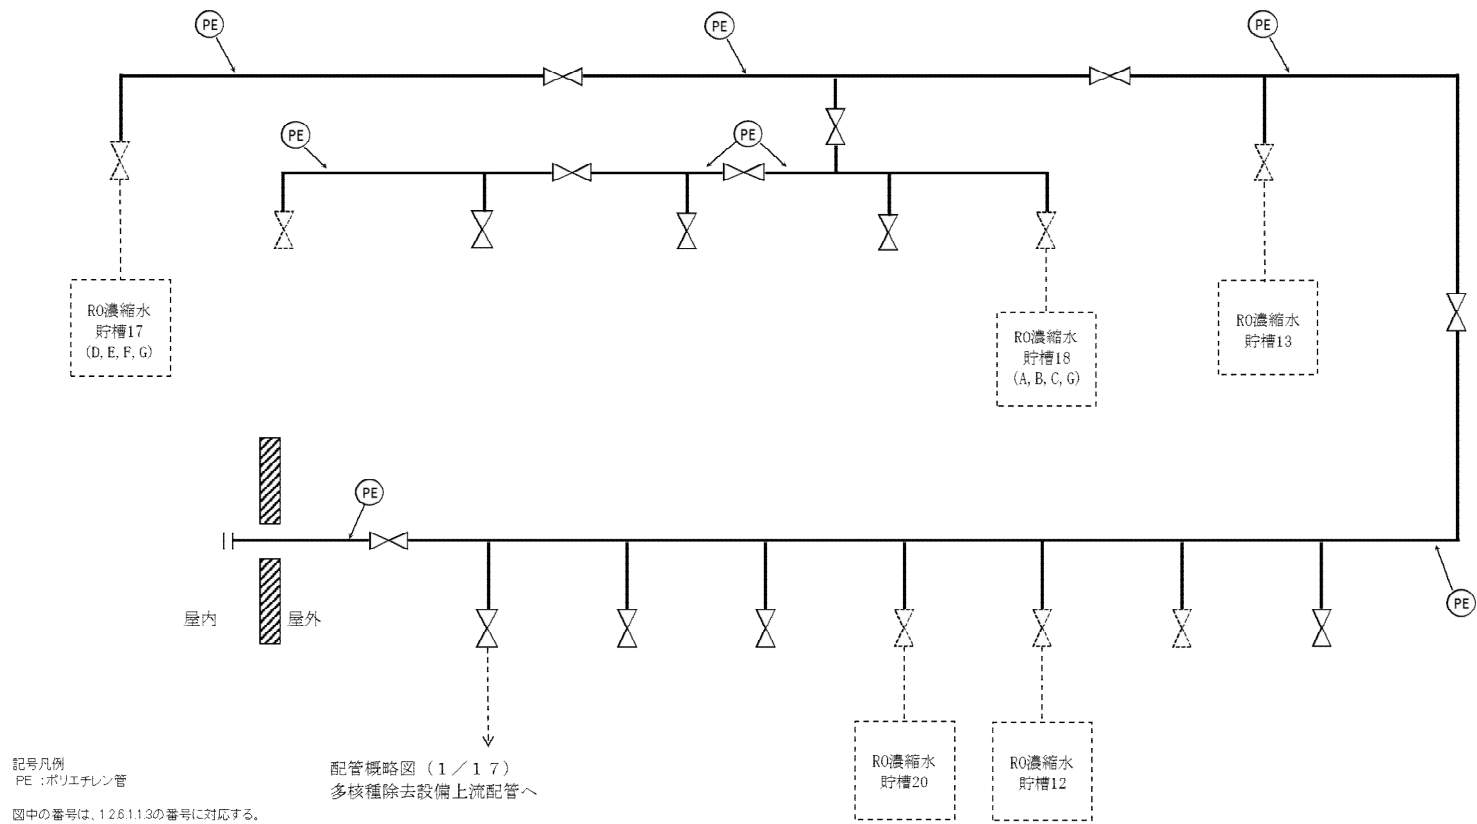 PE
PE
PE
PE
PE
RO濃縮水
貯槽17
(D, E, F, G)
RO濃縮水
貯槽18
(A, B, C, G)
RO濃縮水
貯槽13
PE
PE
屋内
屋外
RO濃縮水
貯槽20
RO濃縮水
貯槽12
配管概略図（１／１７）
多核種除去設備上流配管へ
記号凡例
PE ：ポリエチレン管
図中の番号は、1.2.6.1.1.3の番号に対応する。